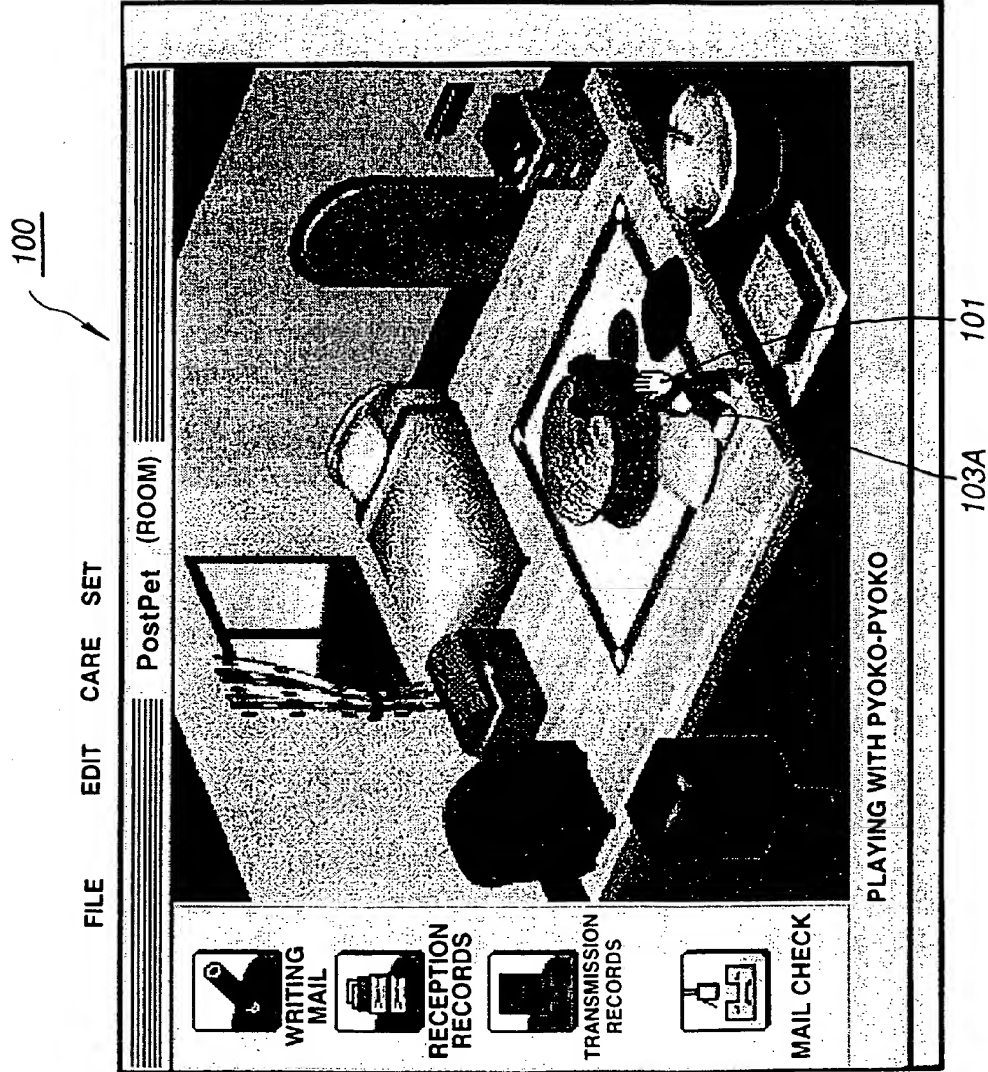 100
FILE EDIT CARE SET
PostPet (ROOM)
WRITING
MAIL
RECEPTION
RECORDS
TRANSMISSION
RECORDS
MAIL CHECK
PLAYING WITH PYOKO-PYOKO
103A
101